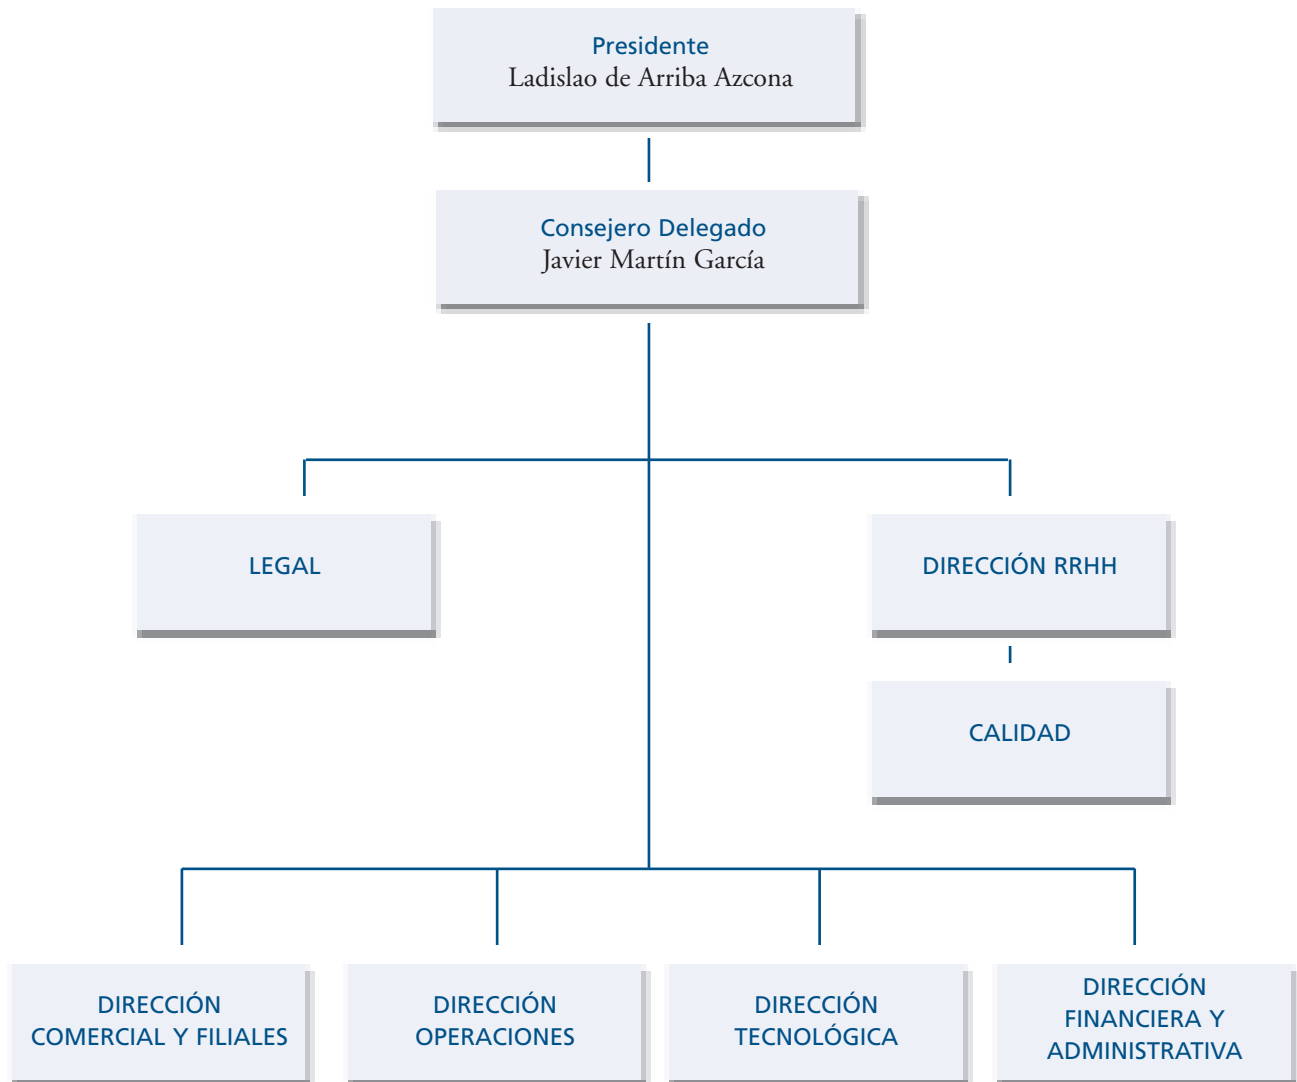 Presidente
Ladislao de Arriba Azcona
Consejero Delegado
Javier Martín García
LEGAL
DIRECCIÓN RRHH
CALIDAD
DIRECCIÓN
COMERCIAL Y FILIALES
DIRECCIÓN
OPERACIONES
DIRECCIÓN
TECNOLÓGICA
DIRECCIÓN
FINANCIERA Y
ADMINISTRATIVA